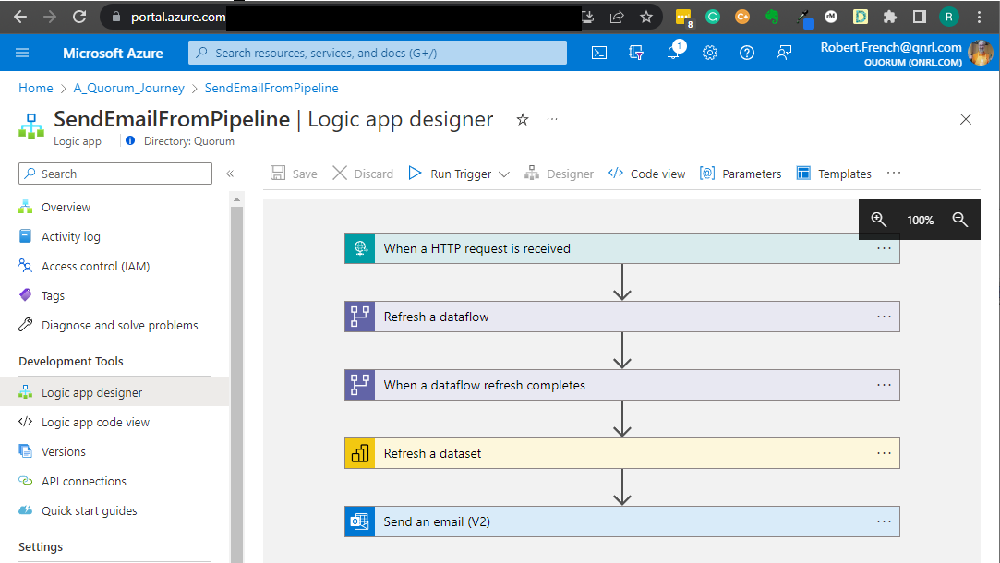 portal.azure.com
8
R
Microsoft Azure
Search resources, services, and docs (G+/)
1
Robert.French@qnrl.com
QUORUM (QNRL.COM)
Home > A_Quorum_Journey > SendEmailFromPipeline
SendEmailFromPipeline | Logic app designer
Logic app
Directory: Quorum
Search
Save
Discard
Run Trigger
Designer
Code view
Parameters
Templates
100%
Overview
Activity log
Access control (IAM)
Tags
Diagnose and solve problems
Development Tools
Logic app designer
Logic app code view
Versions
API connections
Quick start guides
Settings
When a HTTP request is received
Refresh a dataflow
When a dataflow refresh completes
Refresh a dataset
Send an email (V2)